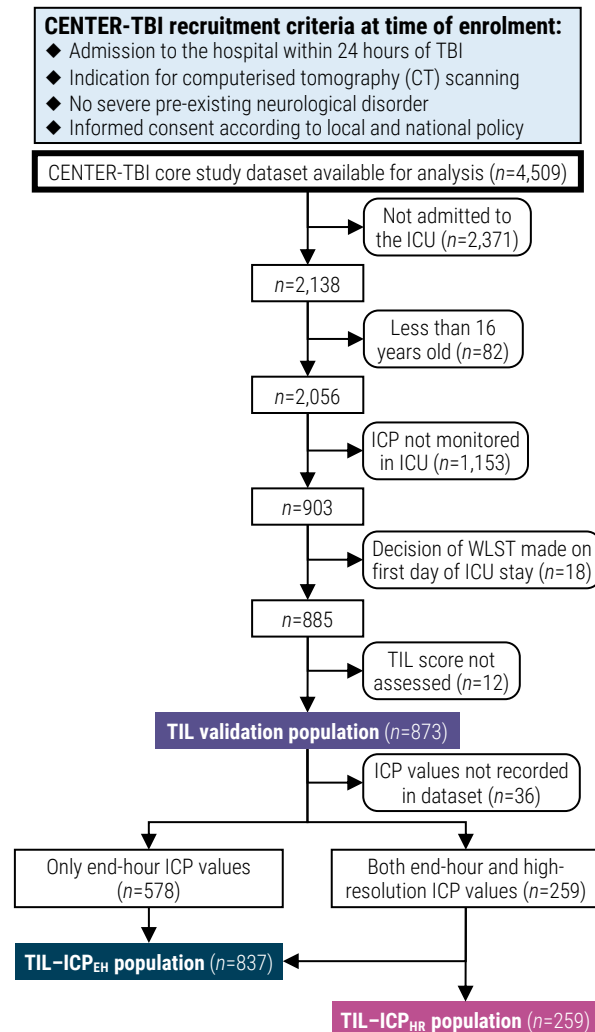 CENTER-TBI recruitment criteria at time of enrolment:
◆ Admission to the hospital within 24 hours of TBI
◆ Indication for computerised tomography (CT) scanning
◆ No severe pre-existing neurological disorder
◆ Informed consent according to local and national policy
CENTER-TBI core study dataset available for analysis (n=4,509)
Not admitted to
the ICU (n=2,371)
n=2,138
Less than 16
years old (n=82)
n=2,056
ICP not monitored
in ICU (n=1,153)
n=903
Decision of WLST made on
first day of ICU stay (n=18)
n=885
TIL score not
assessed (n=12)
TIL validation population (n=873)
ICP values not recorded
in dataset (n=36)
Only end-hour ICP values
(n=578)
Both end-hour and high-
resolution ICP values (n=259)
TIL–ICPEH population (n=837)
TIL–ICPHR population (n=259)